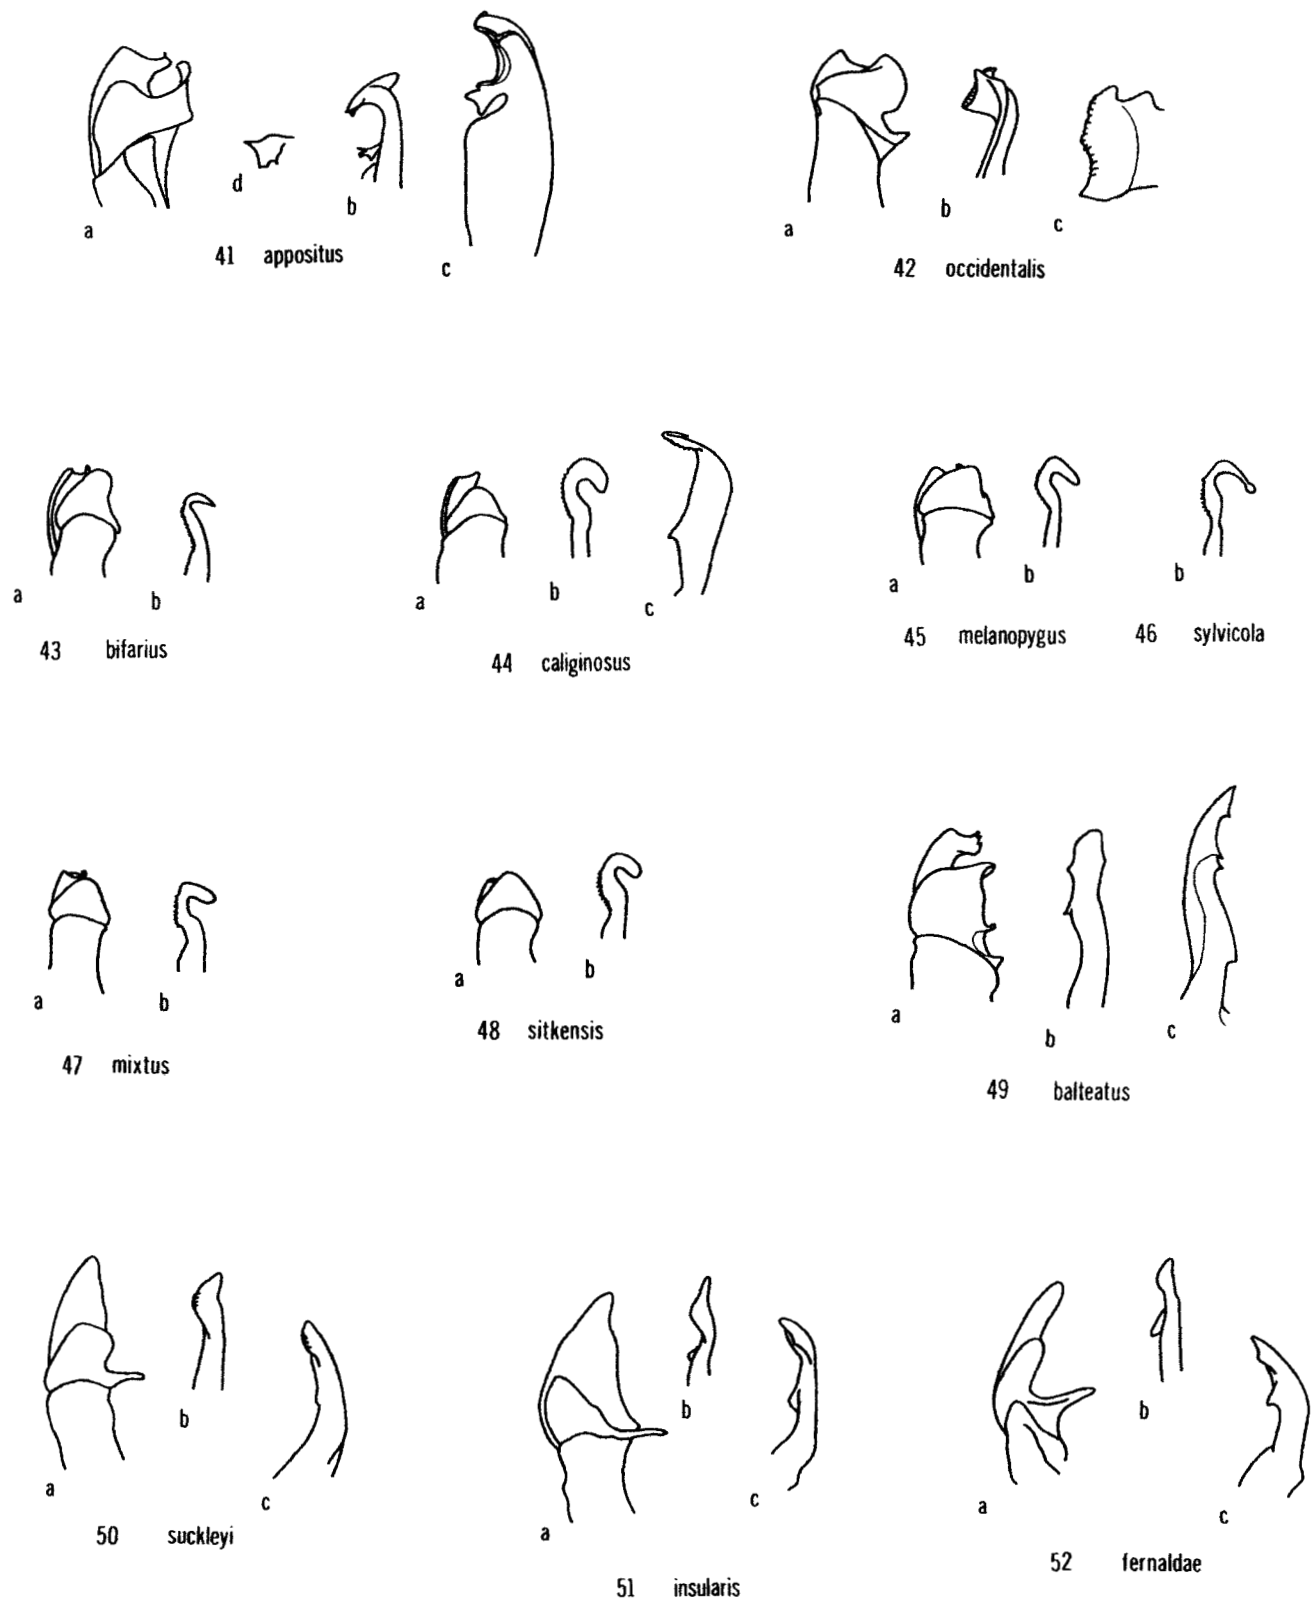 a
d
b
c
41 appositus
a
b
c
42 occidentalis
a
b
43 bifarius
a
b
c
44 caliginosus
a
b
45 melanopygus
b
46 sylvicola
a
b
47 mixtus
a
b
48 sitkensis
a
b
c
49 balteatus
a
b
c
50 suckleyi
a
b
c
51 insularis
a
b
c
52 fernaldae